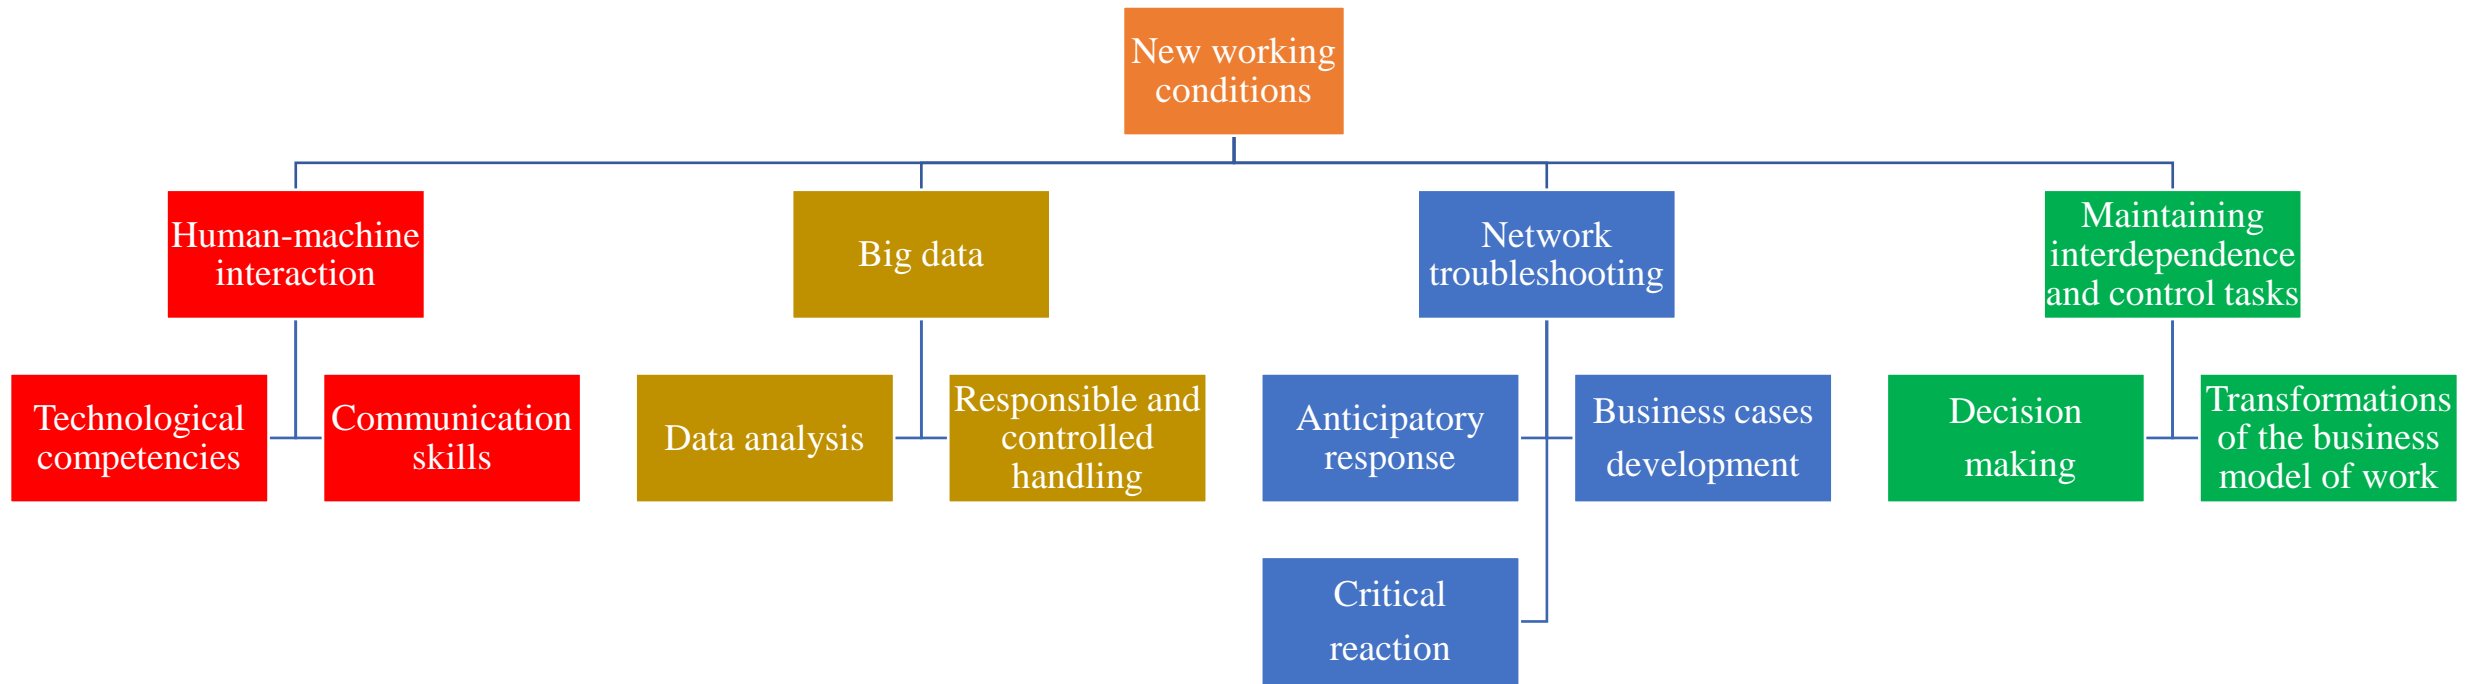 New working
conditions
Human-machine
interaction
Big data
Network
troubleshooting
Maintaining
interdependence
and control tasks
Technological
competencies
Communication
skills
Data analysis
Responsible and
controlled
handling
Anticipatory
response
Business cases
development
Decision
making
Transformations
of the business
model of work
Critical
reaction